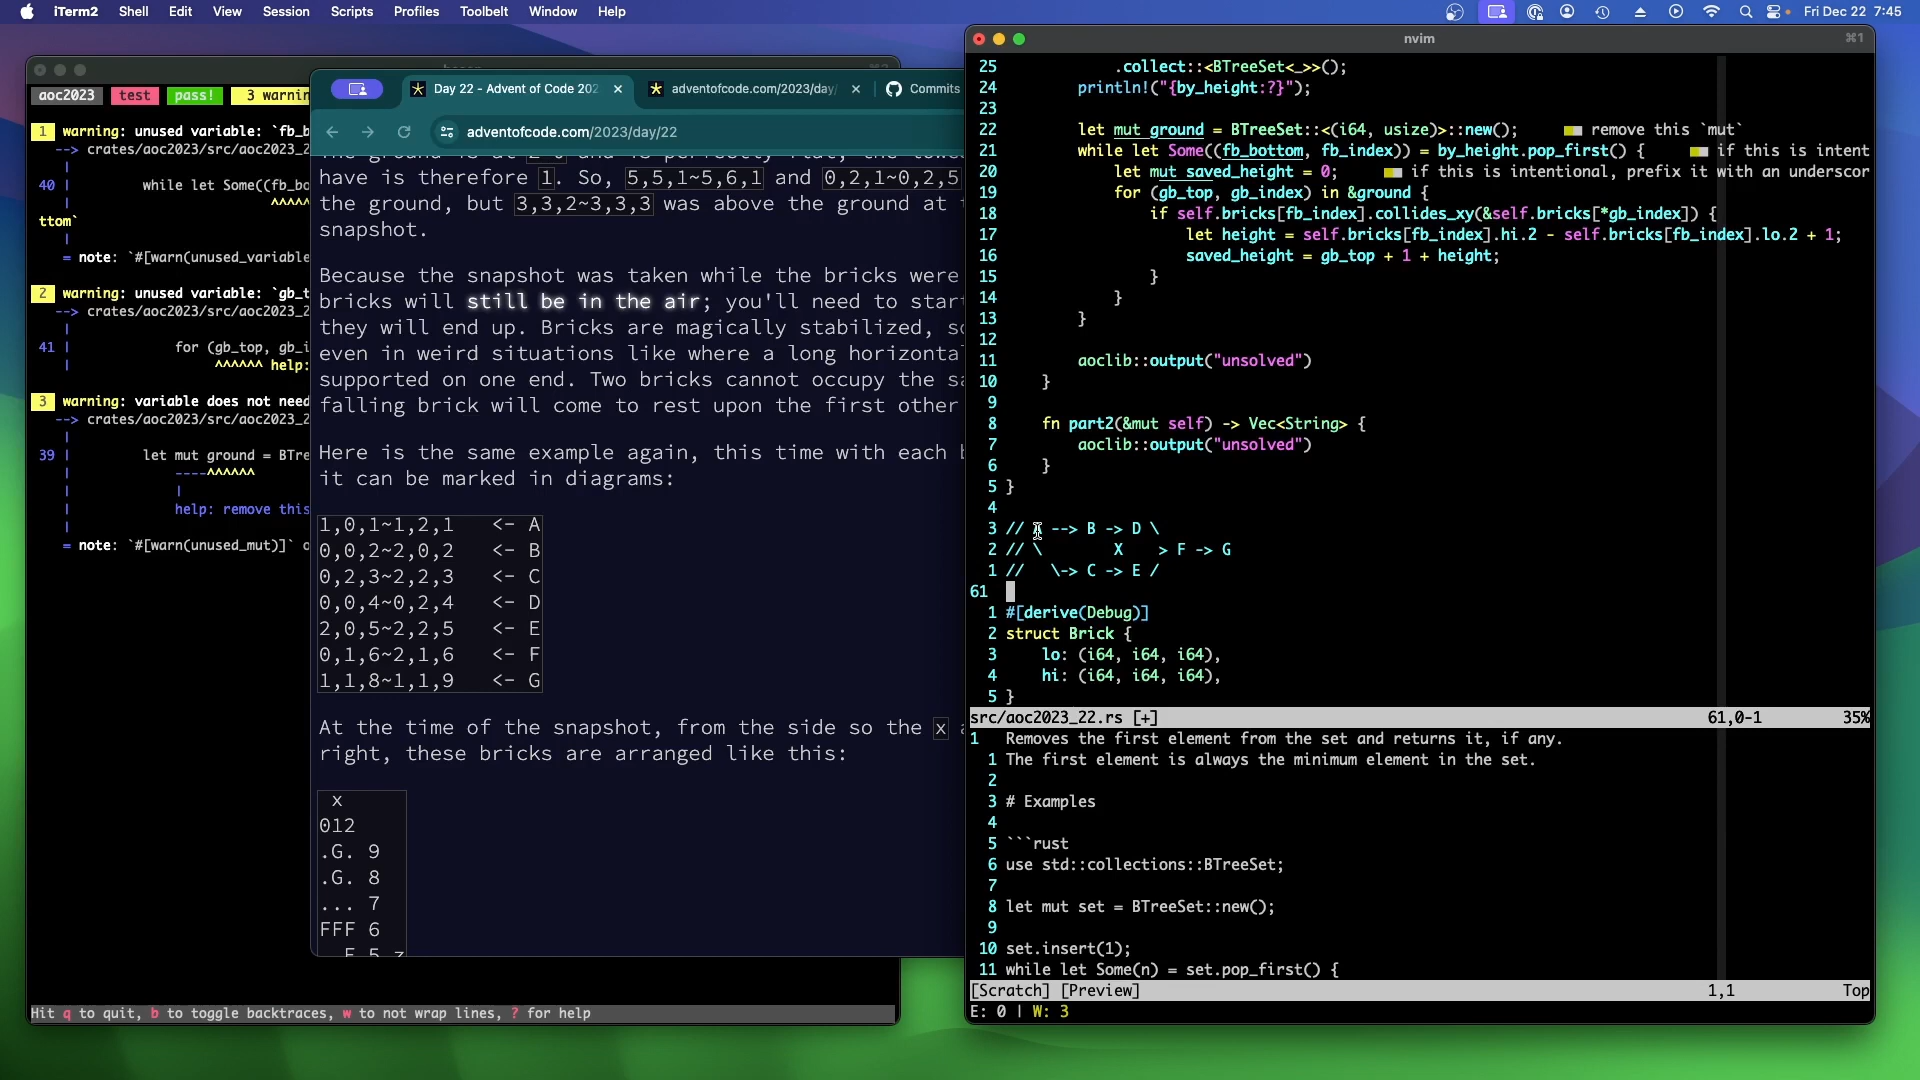 iTerm2 Shell Edit View Session Scripts Profiles Toolbelt Window Help Fri Dec 22 7:45
aoc2023 test pass! 3 warnin
1 warning: unused variable: `fb_b
--> crates/aoc2023/src/aoc2023_2
|
40 | while let Some((fb_bo
| ^^^^^
ttom`
|
= note: `#[warn(unused_variable
2 warning: unused variable: `gb_t
--> crates/aoc2023/src/aoc2023_2
|
41 | for (gb_top, gb_i
| ^^^^^^ help:
3 warning: variable does not need
--> crates/aoc2023/src/aoc2023_2
|
39 | let mut ground = BTre
| ----^^^^^^
| |
| help: remove this
|
= note: `#[warn(unused_mut)]` o
Hit q to quit, b to toggle backtraces, w to not wrap lines, ? for help
Day 22 - Advent of Code 202 adventofcode.com/2023/day/ Commits
adventofcode.com/2023/day/22
have is therefore 1. So, 5,5,1~5,6,1 and 0,2,1~0,2,5
the ground, but 3,3,2~3,3,3 was above the ground at
snapshot.
Because the snapshot was taken while the bricks were
bricks will still be in the air; you'll need to star
they will end up. Bricks are magically stabilized, so
even in weird situations like where a long horizonta
supported on one end. Two bricks cannot occupy the sa
falling brick will come to rest upon the first other
Here is the same example again, this time with each b
it can be marked in diagrams:
1,0,1~1,2,1 <- A
0,0,2~2,0,2 <- B
0,2,3~2,2,3 <- C
0,0,4~0,2,4 <- D
2,0,5~2,2,5 <- E
0,1,6~2,1,6 <- F
1,1,8~1,1,9 <- G
At the time of the snapshot, from the side so the x a
right, these bricks are arranged like this:
x
012
.G. 9
.G. 8
... 7
FFF 6
nvim ⌘1
25 .collect::<BTreeSet<_>>();
24 println!("{by_height:?}");
23
22 let mut ground = BTreeSet::<(i64, usize)>::new(); remove this `mut`
21 while let Some((fb_bottom, fb_index)) = by_height.pop_first() { if this is intent
20 let mut saved_height = 0; if this is intentional, prefix it with an underscor
19 for (gb_top, gb_index) in &ground {
18 if self.bricks[fb_index].collides_xy(&self.bricks[*gb_index]) {
17 let height = self.bricks[fb_index].hi.2 - self.bricks[fb_index].lo.2 + 1;
16 saved_height = gb_top + 1 + height;
15 }
14 }
13 }
12
11 aoclib::output("unsolved")
10 }
9
8 fn part2(&mut self) -> Vec<String> {
7 aoclib::output("unsolved")
6 }
5 }
4
3 // A --> B -> D \
2 // \ X > F -> G
1 // \-> C -> E /
61
1 #[derive(Debug)]
2 struct Brick {
3 lo: (i64, i64, i64),
4 hi: (i64, i64, i64),
5 }
src/aoc2023_22.rs [+] 61,0-1 35%
1 Removes the first element from the set and returns it, if any.
1 The first element is always the minimum element in the set.
2
3 # Examples
4
5 ```rust
6 use std::collections::BTreeSet;
7
8 let mut set = BTreeSet::new();
9
10 set.insert(1);
11 while let Some(n) = set.pop_first() {
[Scratch] [Preview] 1,1 Top
E: 0 | W: 3